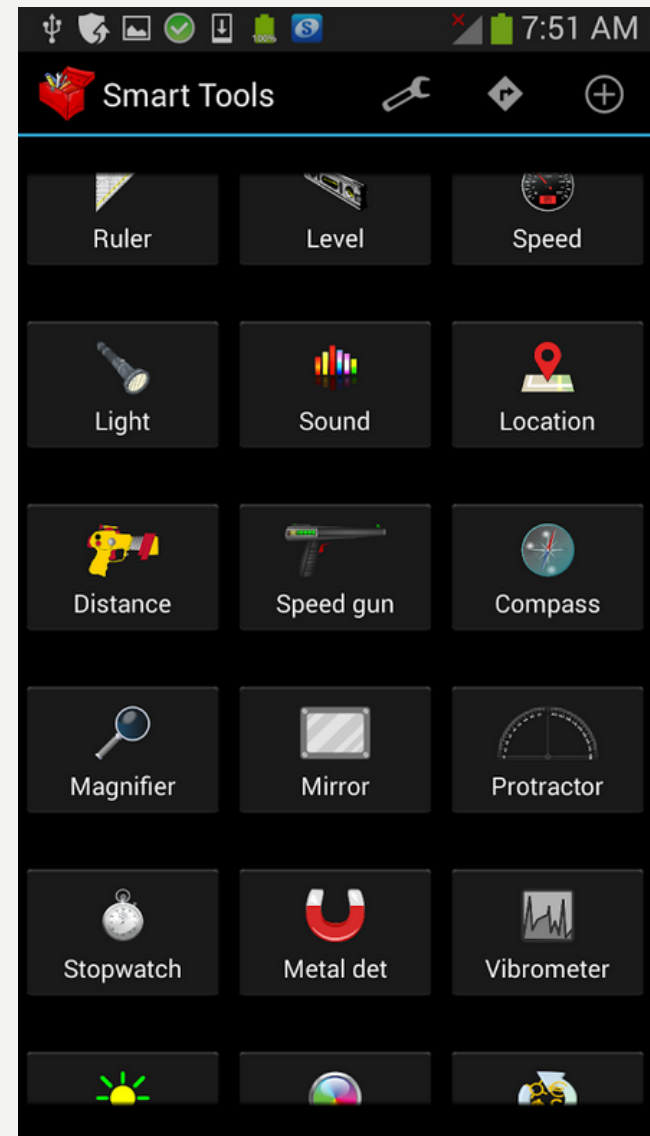 100%
7:51 AM
Smart Tools
Ruler Level Speed
Light Sound Location
Distance Speed gun Compass
Magnifier Mirror Protractor
Stopwatch Metal det Vibrometer